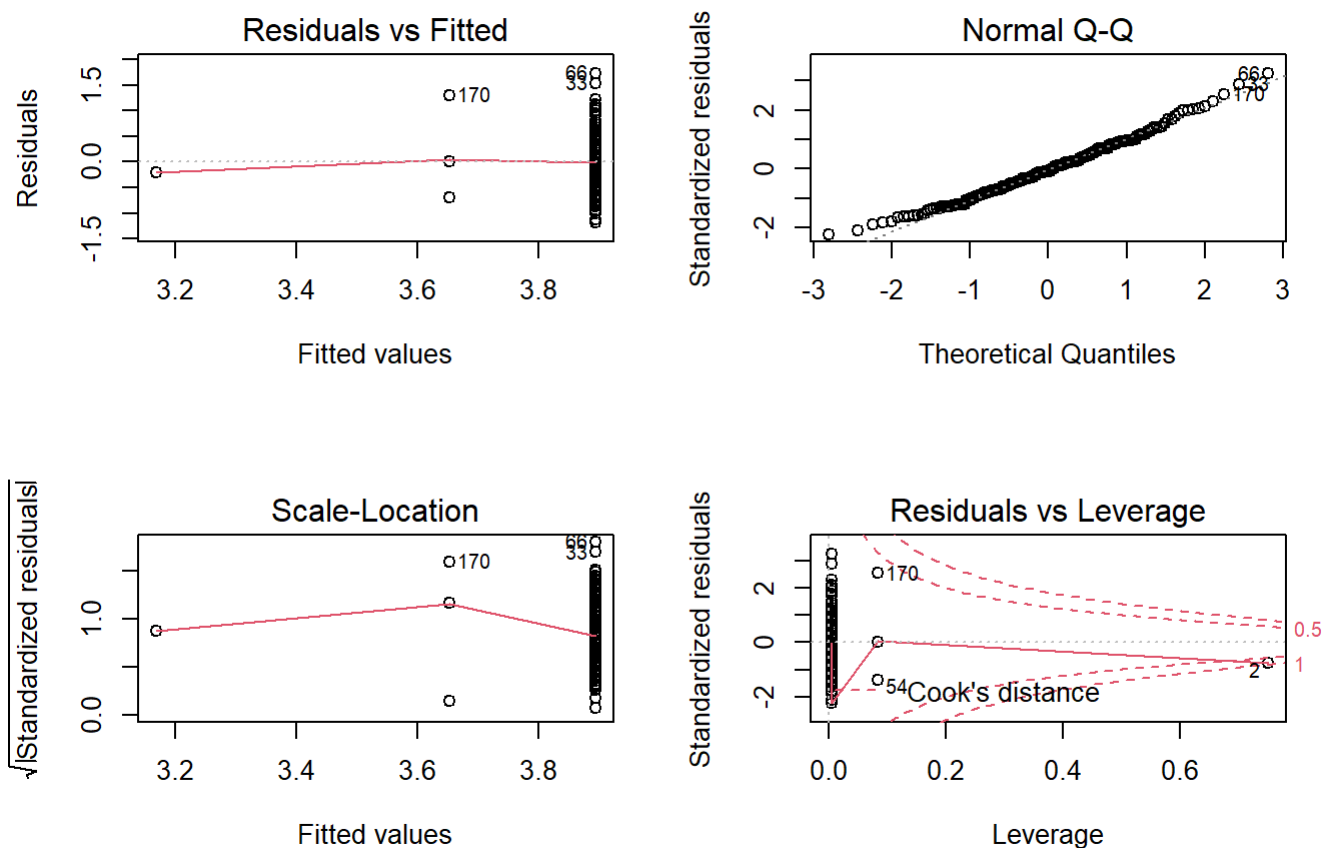 Residuals vs Fitted
Residuals
1.5
0.0
-1.5
66
33
170
3.2 3.4 3.6 3.8
Fitted values
Normal Q-Q
Standardized residuals
2
0
-2
66
33
170
-3 -2 -1 0 1 2 3
Theoretical Quantiles
Scale-Location
√|Standardized residuals|
1.0
0.0
66
33
170
3.2 3.4 3.6 3.8
Fitted values
Residuals vs Leverage
Standardized residuals
2
0
-2
170
54
Cook's distance
2
0.5
1
0.0 0.2 0.4 0.6
Leverage